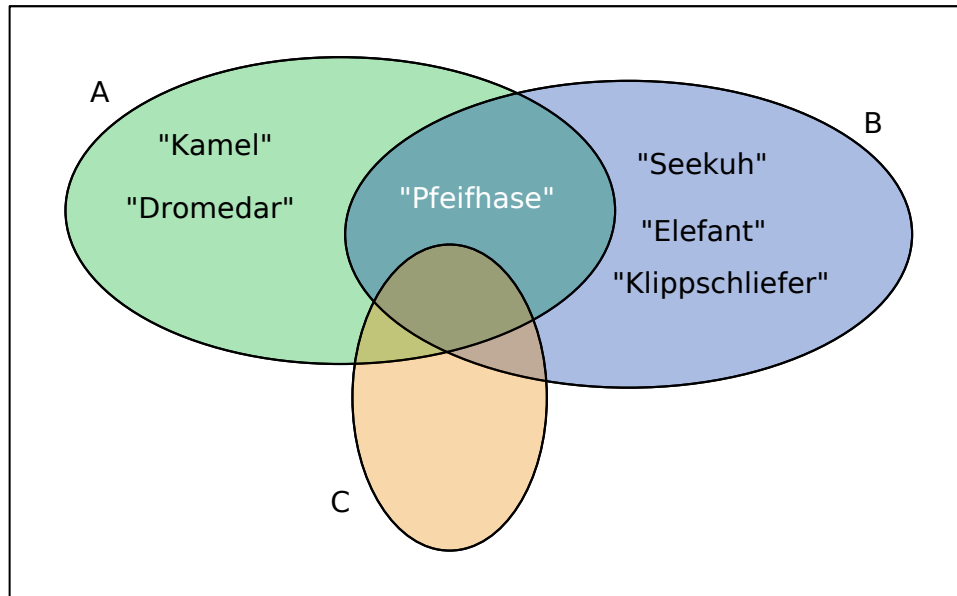 A
B
"Kamel"
"Seekuh"
"Dromedar"
"Pfeifhase"
"Elefant"
"Klippschliefer"
C